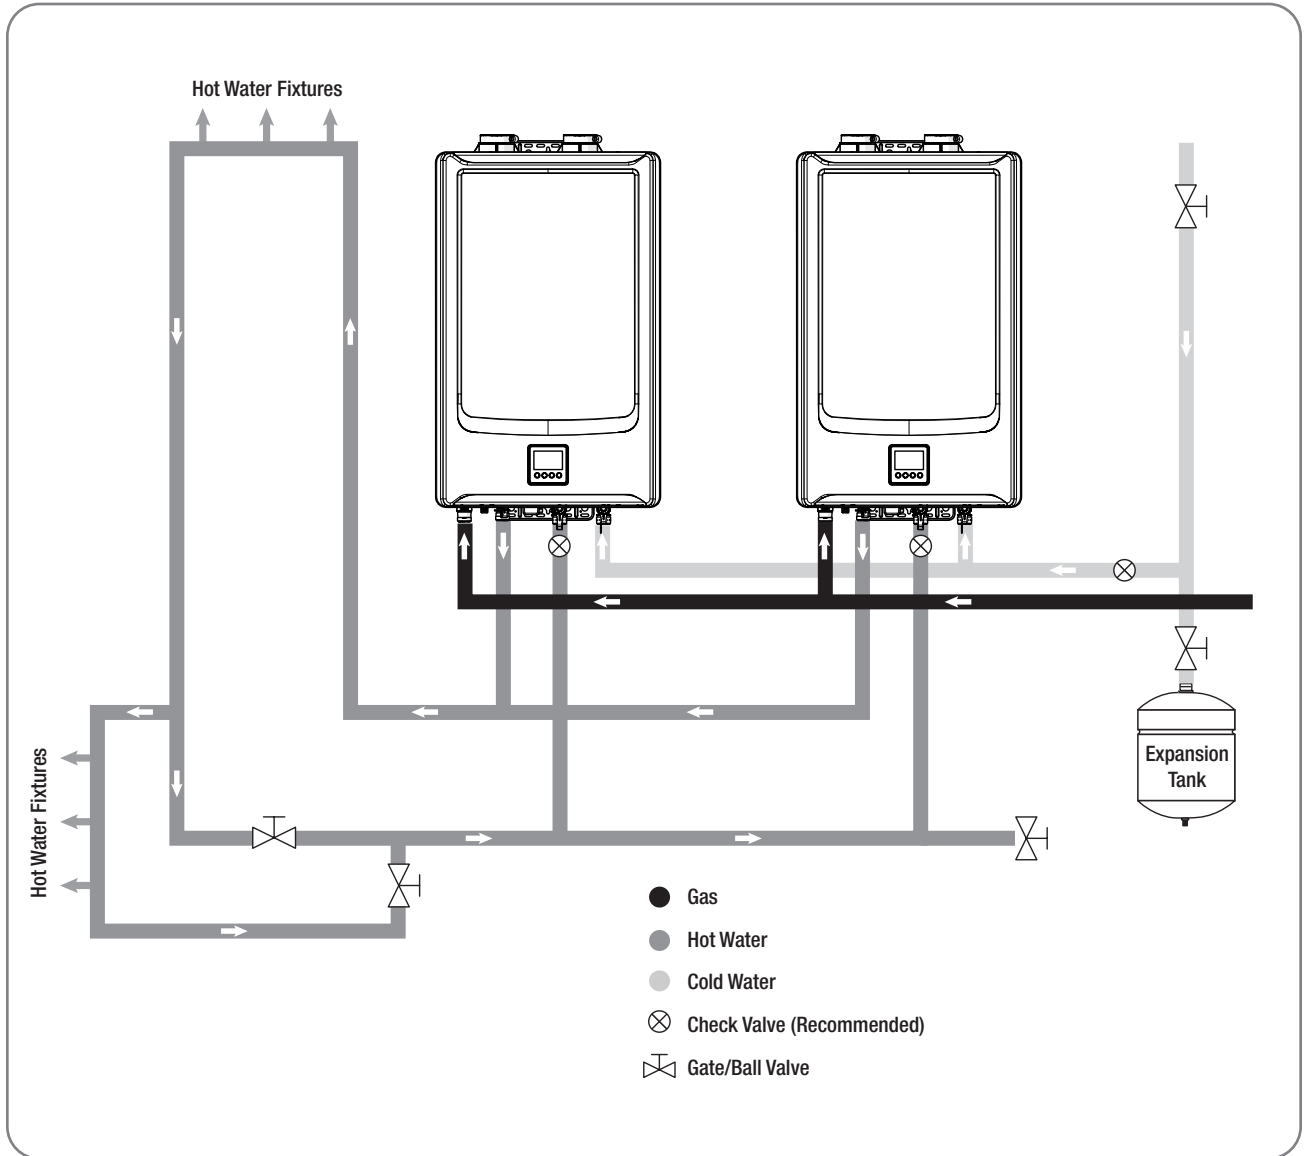 Hot Water Fixtures
Expansion
Tank
Hot Water Fixtures
Gas
Hot Water
Cold Water
Check Valve (Recommended)
Gate/Ball Valve